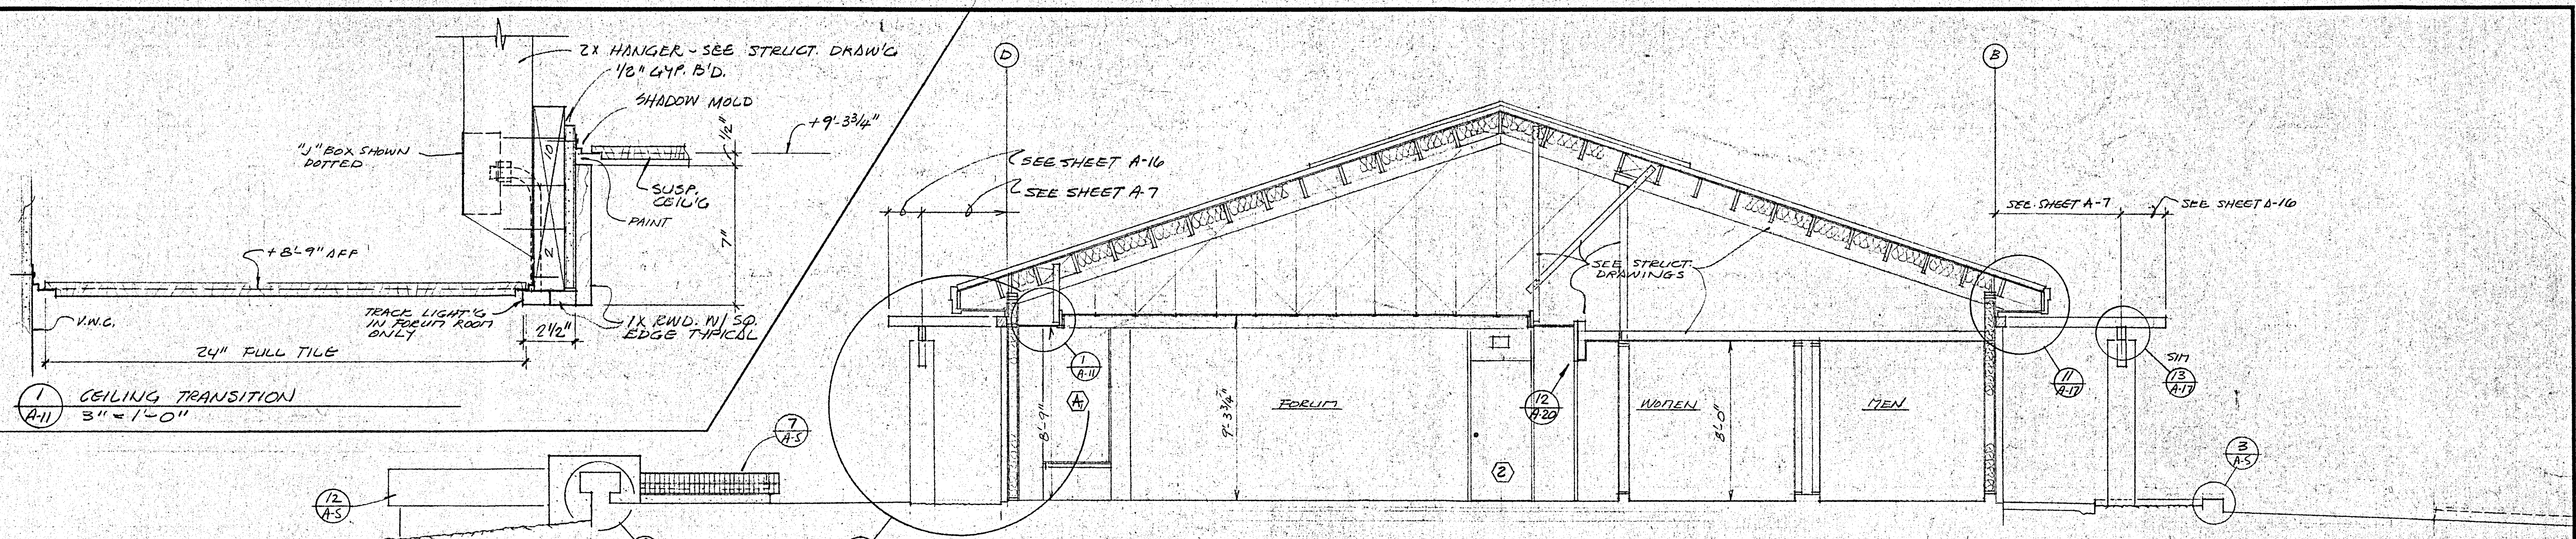 2X HANGER - SEE STRUCT. DRAW'G
1/2" GYP. B'D.
SHADOW MOLD
+9'-3 3/4"
1/2"
"J" BOX SHOWN
DOTTED
10
SUSP.
CEIL'G
PAINT
7"
2
+8'-9" AFF
V.W.C.
TRACK LIGHT'G
IN FORUM ROOM
ONLY
2 1/2"
1X RWD. W/ SQ.
EDGE TYPICAL
24" FULL TILE
1
A-11
CEILING TRANSITION
3" = 1'-0"
D
B
SEE SHEET A-16
SEE SHEET A-7
SEE SHEET A-7
SEE SHEET A-16
SEE STRUCT.
DRAWINGS
1
A-11
8'-9"
9'-3 3/4"
FORUM
2
12
A-20
WOMEN
8'-0"
MEN
11
A-17
SIM
13
A-17
7
A-5
12
A-5
3
A-5